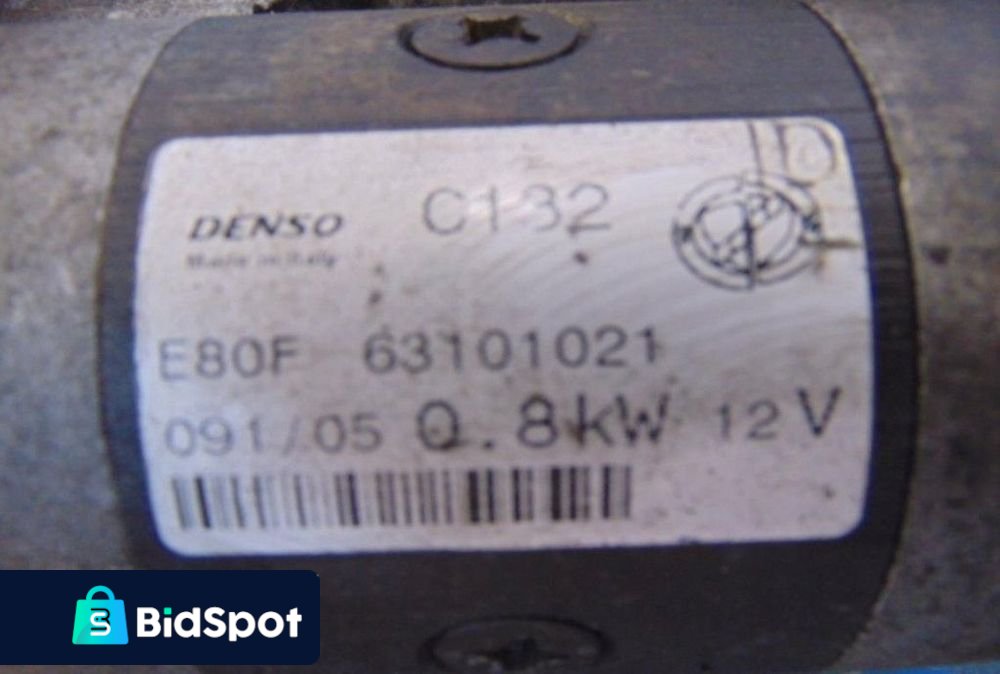 DENSO C132
Made in Italy
E80F 63101021
091/05 0.8kW 12V
BidSpot